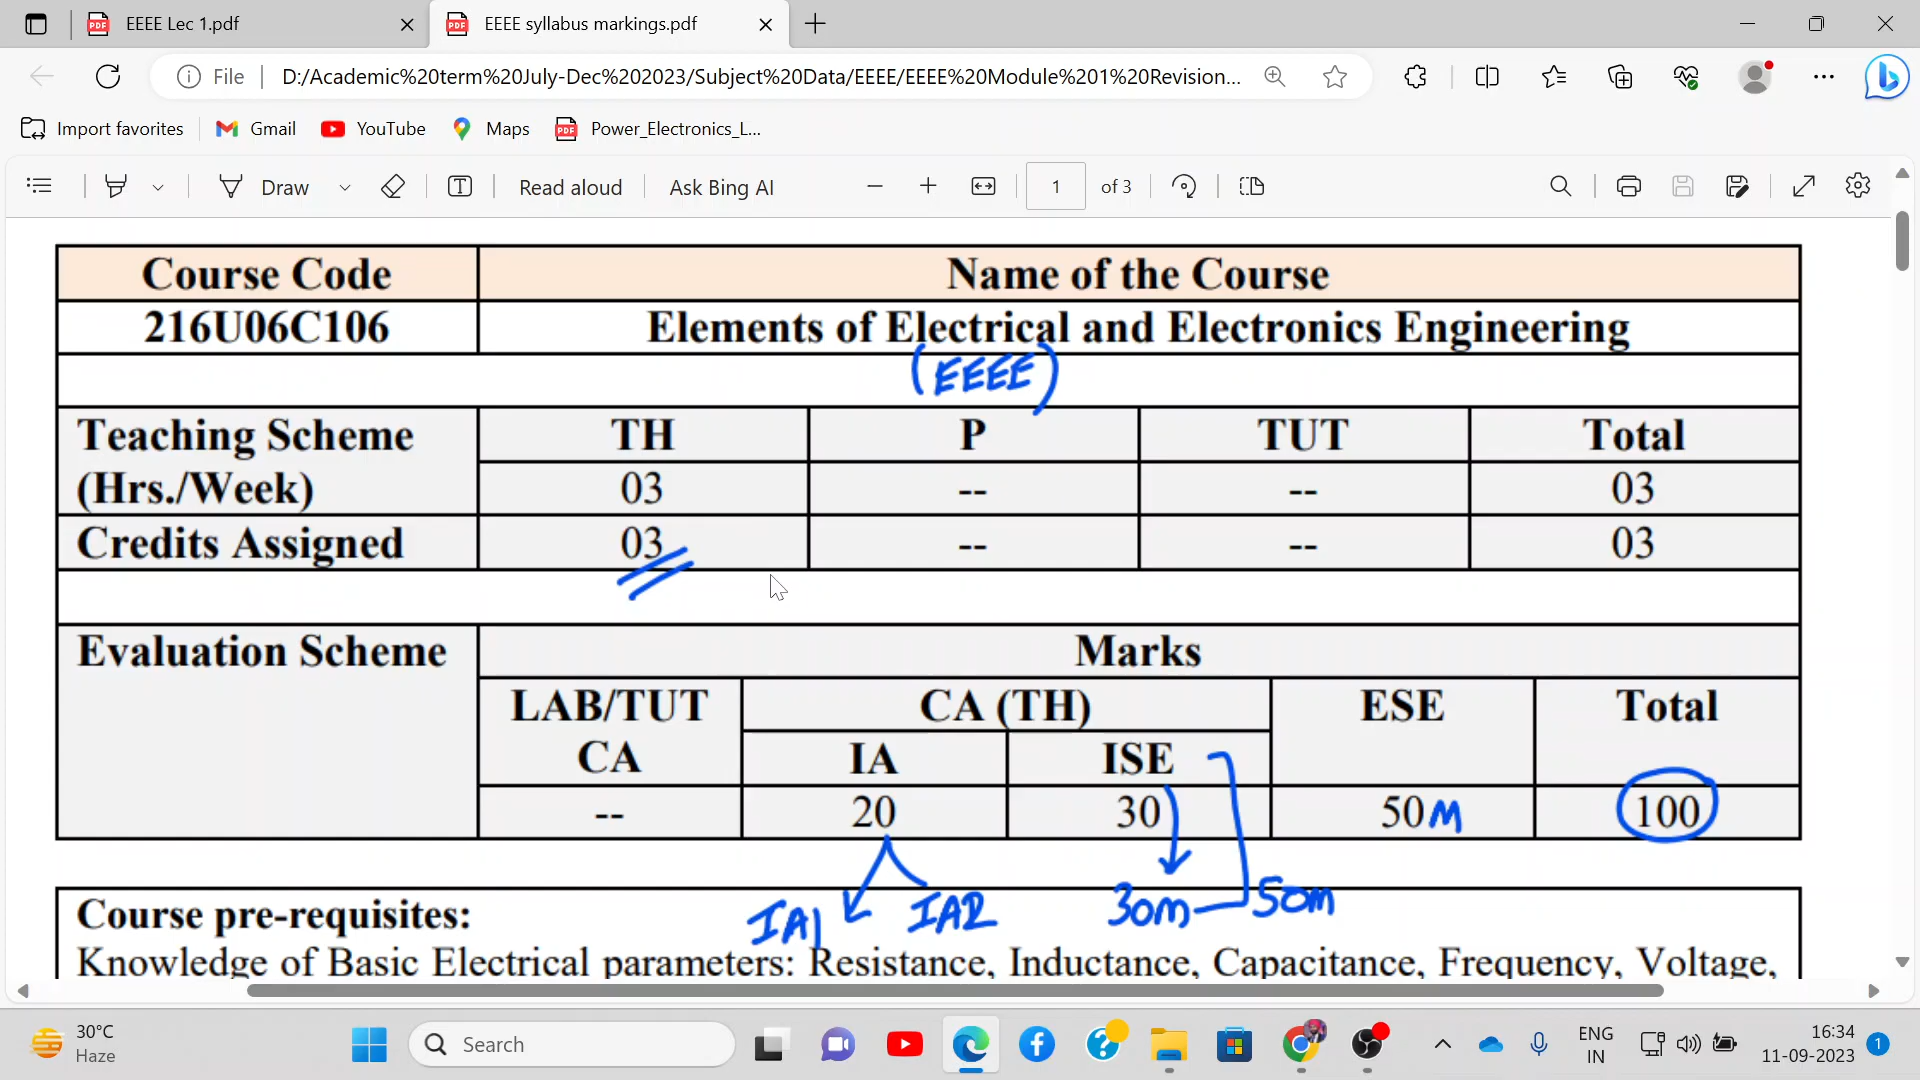 EEEE Lec 1.pdf
EEEE syllabus markings.pdf
File
D:/Academic%20term%20July-Dec%202023/Subject%20Data/EEEE/EEEE%20Module%201%20Revision...
Import favorites
Gmail
YouTube
Maps
Power_Electronics_L...
Draw
Read aloud
Ask Bing AI
1
of 3
Course Code Name of the Course
216U06C106 Elements of Electrical and Electronics Engineering
(EEEE)
Teaching Scheme TH P TUT Total
(Hrs./Week) 03 -- -- 03
Credits Assigned 03 -- -- 03
Evaluation Scheme Marks
LAB/TUT CA (TH) ESE Total
CA IA ISE
-- 20 30 50M 100
IA1 IA2 30m 50m
Course pre-requisites:
Knowledge of Basic Electrical parameters: Resistance, Inductance, Capacitance, Frequency, Voltage,
30°C
Haze
Search
ENG
IN
16:34
11-09-2023
1